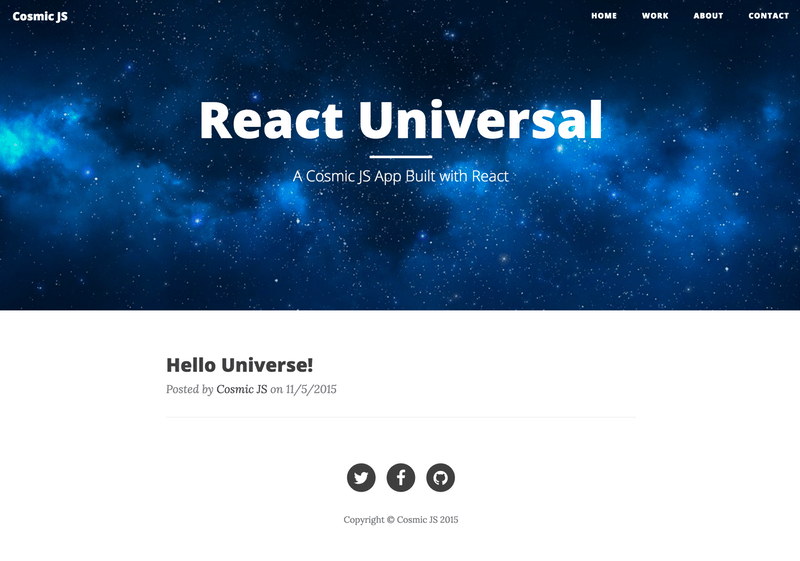 Cosmic JS
HOME WORK ABOUT CONTACT
React Universal
A Cosmic JS App Built with React
Hello Universe!
Posted by Cosmic JS on 11/5/2015
Copyright © Cosmic JS 2015